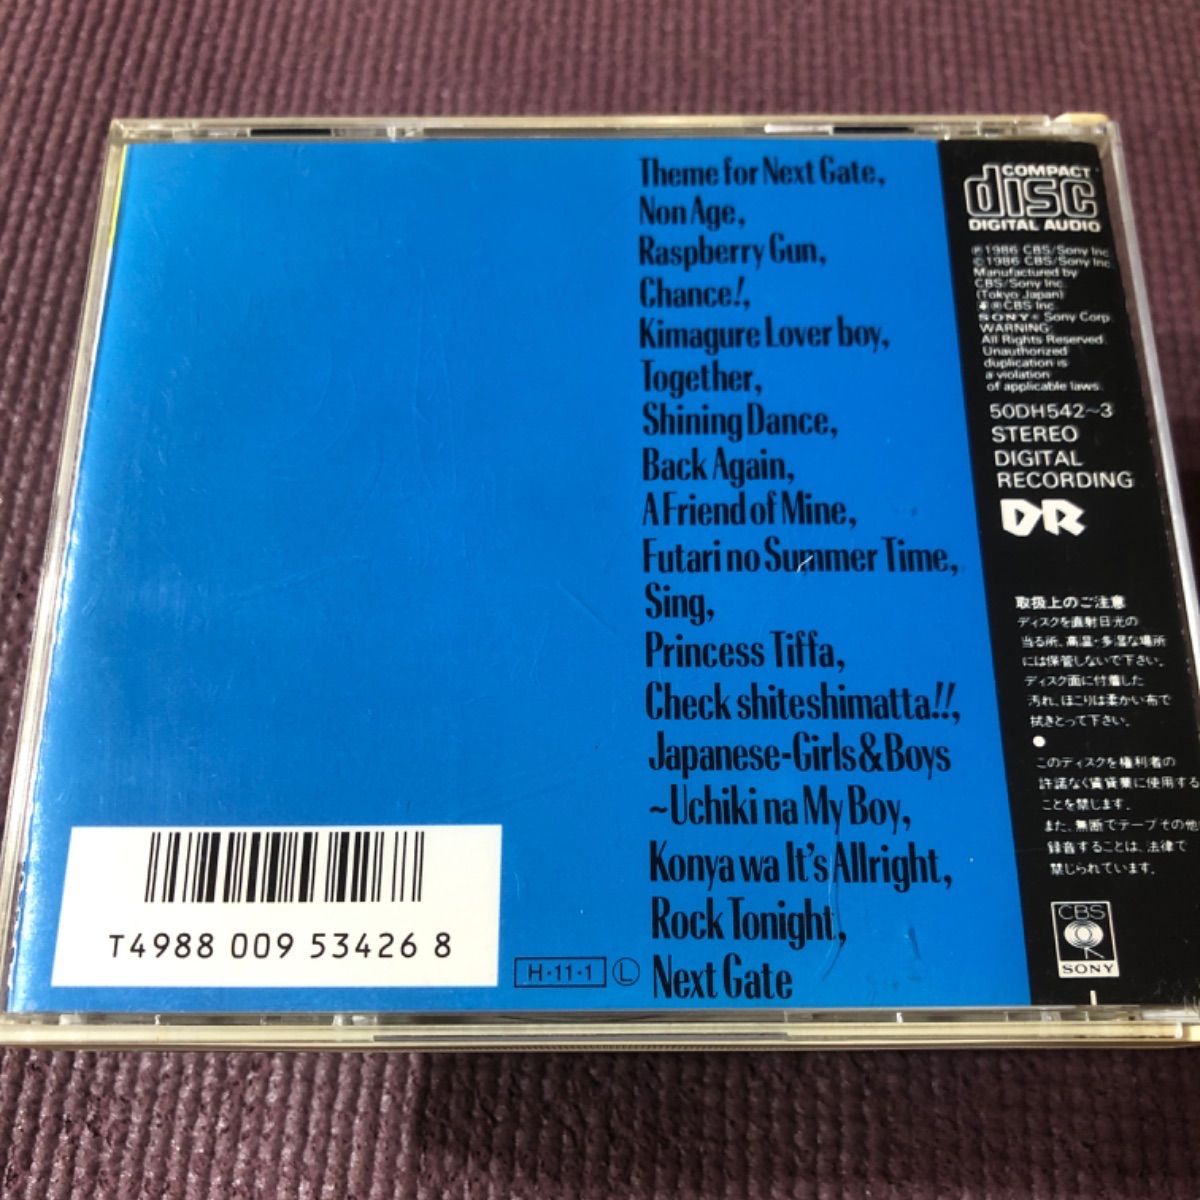 Theme for Next Gate,
Non Age,
Raspberry Gun,
Chance!,
Kimagure Lover boy,
Together,
Shining Dance,
Back Again,
A Friend of Mine,
Futari no Summer Time,
Sing,
Princess Tiffa,
Check shiteshimatta!!,
Japanese-Girls&Boys
~Uchiki na My Boy,
Konya wa It's Allright,
Rock Tonight,
Next Gate
T4988 009 53426 8
H·11·1 Ⓛ
COMPACT
disc
DIGITAL AUDIO
℗1986 CBS/Sony Inc.
©1986 CBS/Sony Inc.
Manufactured by
CBS/Sony Inc.
(Tokyo Japan)
®CBS Inc.
SONY® Sony Corp.
WARNING:
All Rights Reserved.
Unauthorized
duplication is
a violation
of applicable laws.
50DH542~3
STEREO
DIGITAL
RECORDING
DR
取扱上のご注意
ディスクを直射日光の
当る所、高温・多湿な場所
には保管しないで下さい。
ディスク面に付着した
汚れ、ほこりは柔かい布で
拭きとって下さい。
●
このディスクを権利者の
許諾なく賃貸業に使用する
ことを禁じます。
また、無断でテープその他
録音することは、法律で
禁じられています。
CBS
SONY